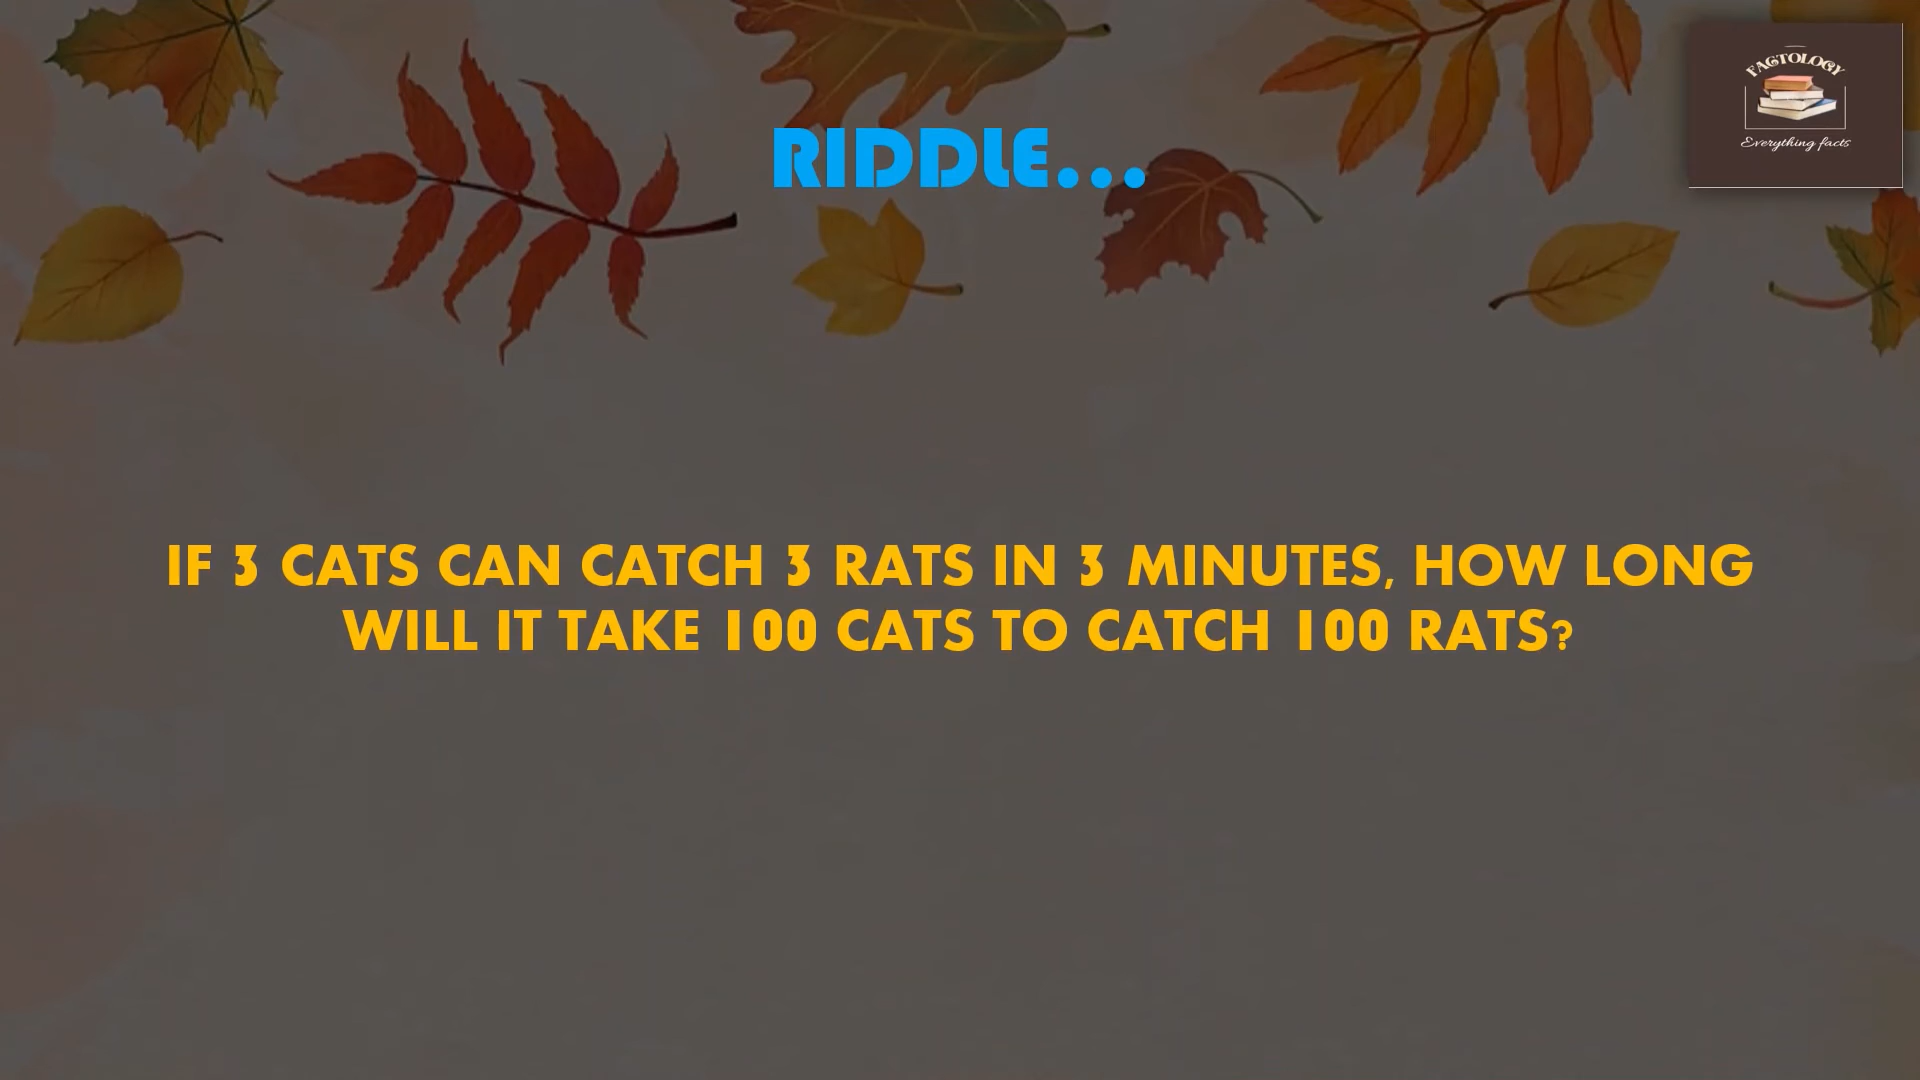 FACTOLOGY
Everything facts
RIDDLE...
IF 3 CATS CAN CATCH 3 RATS IN 3 MINUTES, HOW LONG
WILL IT TAKE 100 CATS TO CATCH 100 RATS?